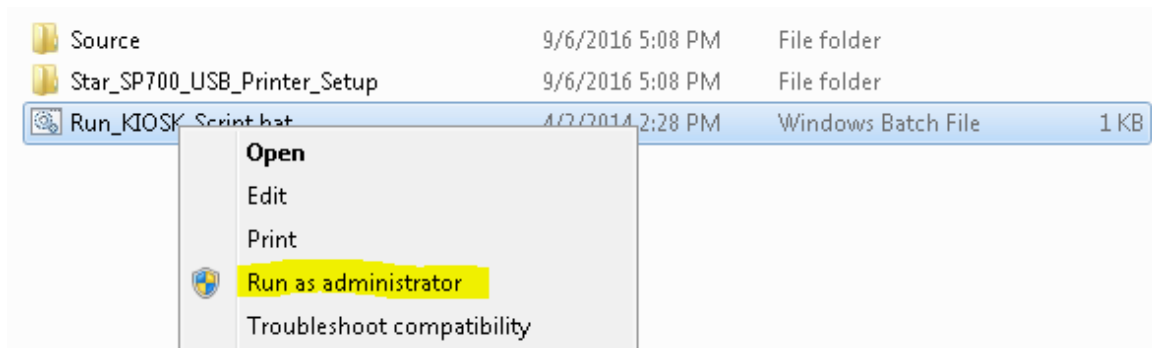 Source 9/6/2016 5:08 PM File folder
Star_SP700_USB_Printer_Setup 9/6/2016 5:08 PM File folder
Run_KIOSK_Script.bat 4/2/2014 2:28 PM Windows Batch File 1 KB
Open
Edit
Print
Run as administrator
Troubleshoot compatibility